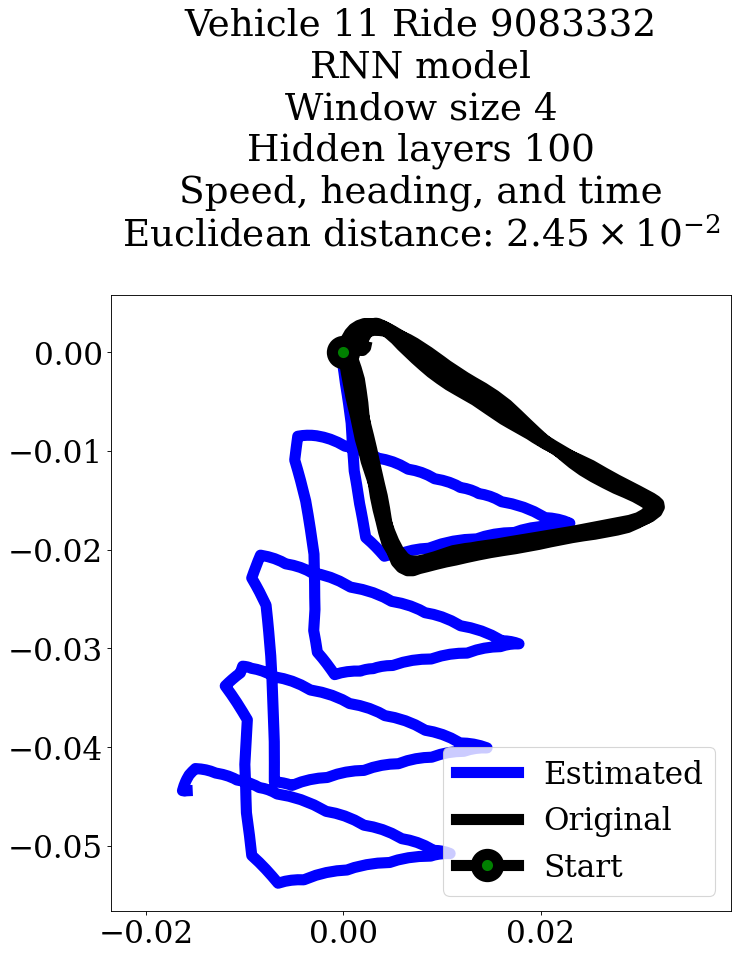 Vehicle 11 Ride 9083332
RNN model
Window size 4
Hidden layers 100
Speed, heading, and time
Euclidean distance: 2.45 × 10⁻²
0.00
−0.01
−0.02
−0.03
−0.04
−0.05
Estimated
Original
Start
−0.02 0.00 0.02